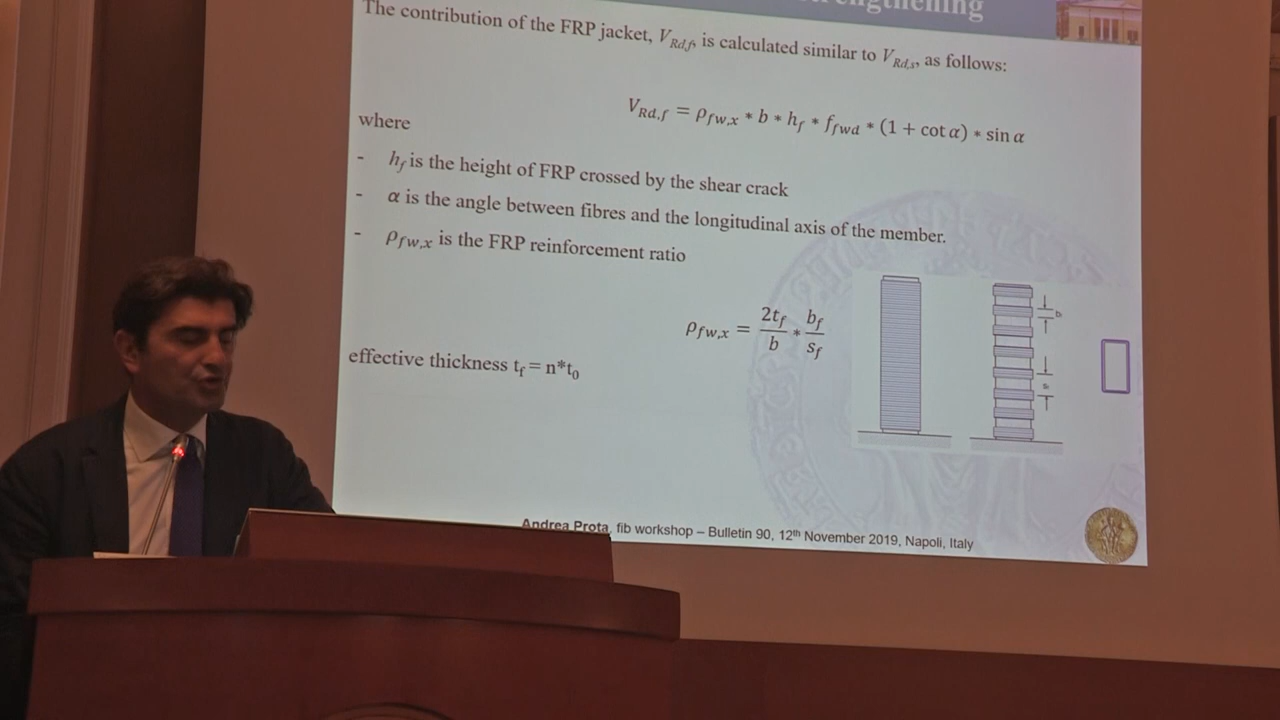 The contribution of the FRP jacket, V_Rd,f, is calculated similar to V_Rd,s, as follows:
V_Rd,f = ρ_fw,x * b * h_f * f_fwd * (1 + cot α) * sin α
where
- h_f is the height of FRP crossed by the shear crack
- α is the angle between fibres and the longitudinal axis of the member.
- ρ_fw,x is the FRP reinforcement ratio
ρ_fw,x = 2t_f / b * b_f / s_f
effective thickness t_f = n*t_0
Andrea Prota, fib workshop – Bulletin 90, 12th November 2019, Napoli, Italy